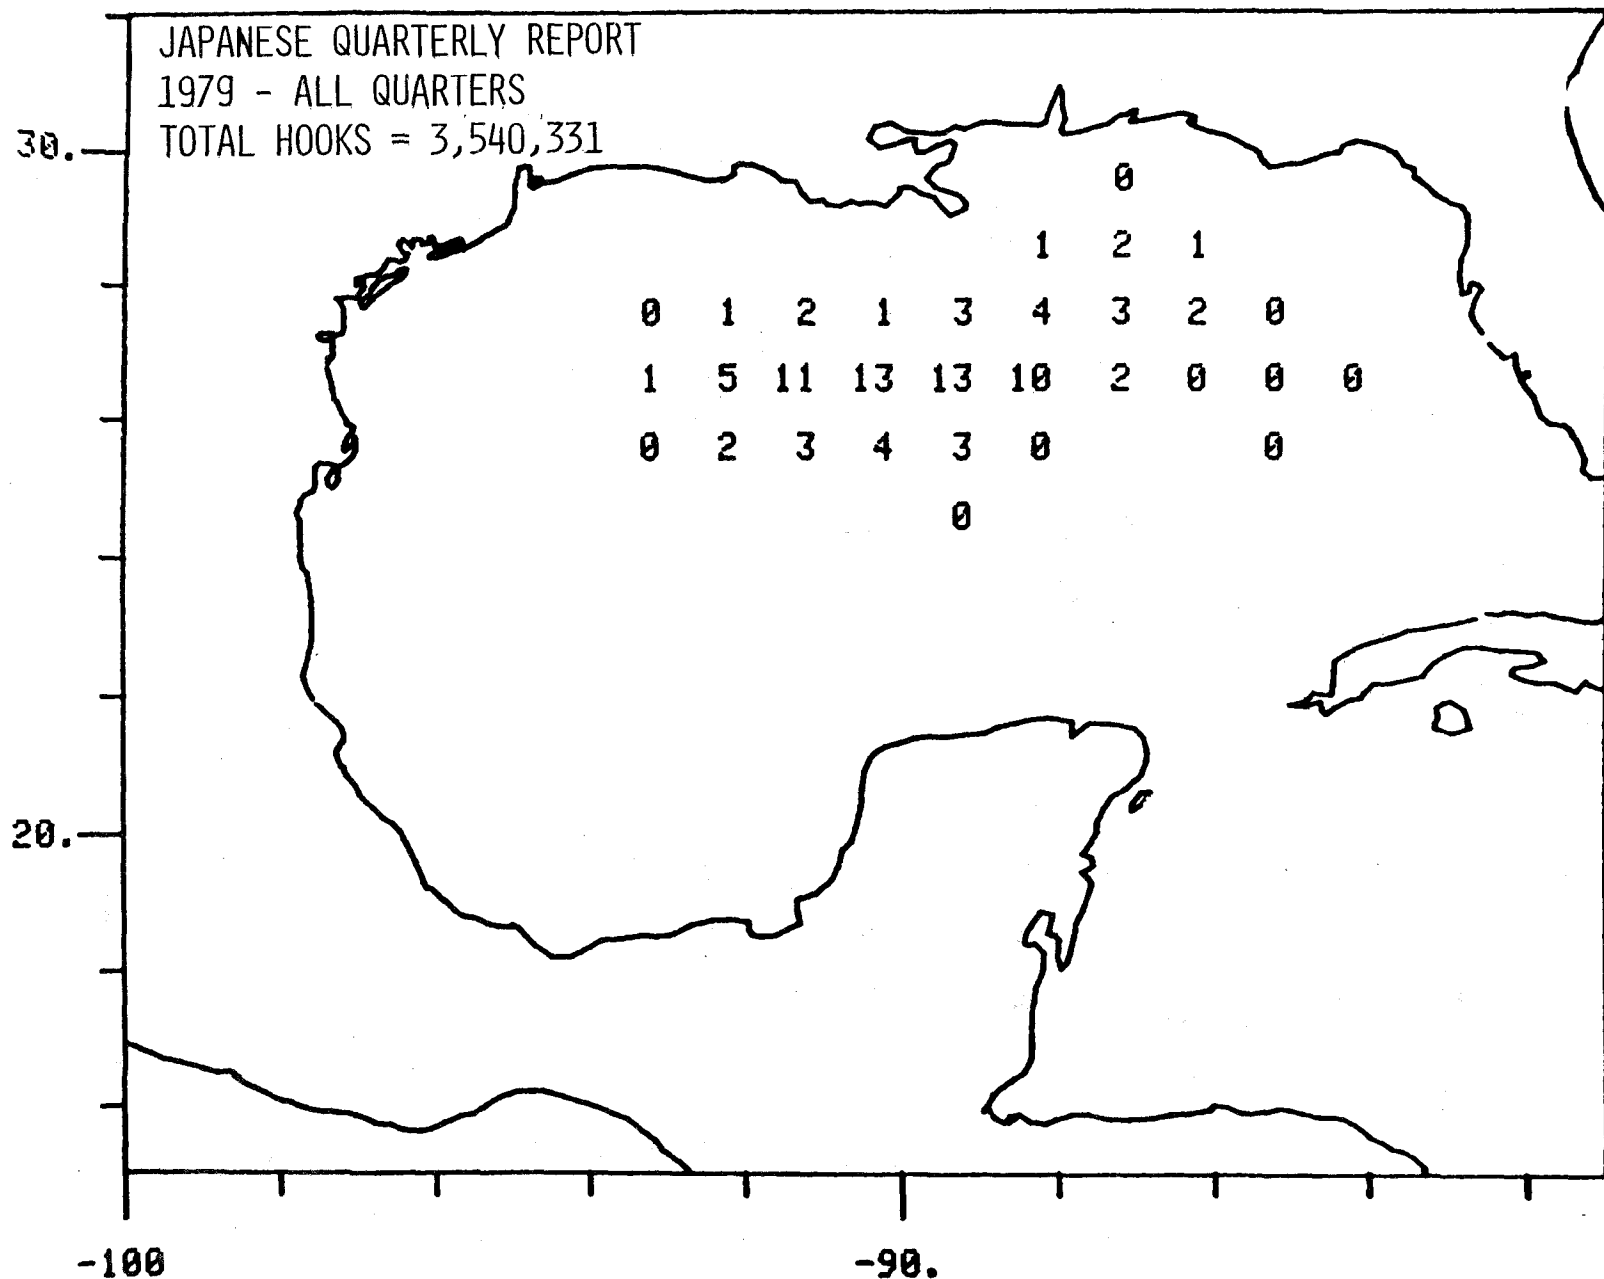 JAPANESE QUARTERLY REPORT
1979 - ALL QUARTERS
TOTAL HOOKS = 3,540,331
30.
0
1 2 1
0 1 2 1 3 4 3 2 0
1 5 11 13 13 10 2 0 0 0
0 2 3 4 3 0 0
0
20.
-100 -90.